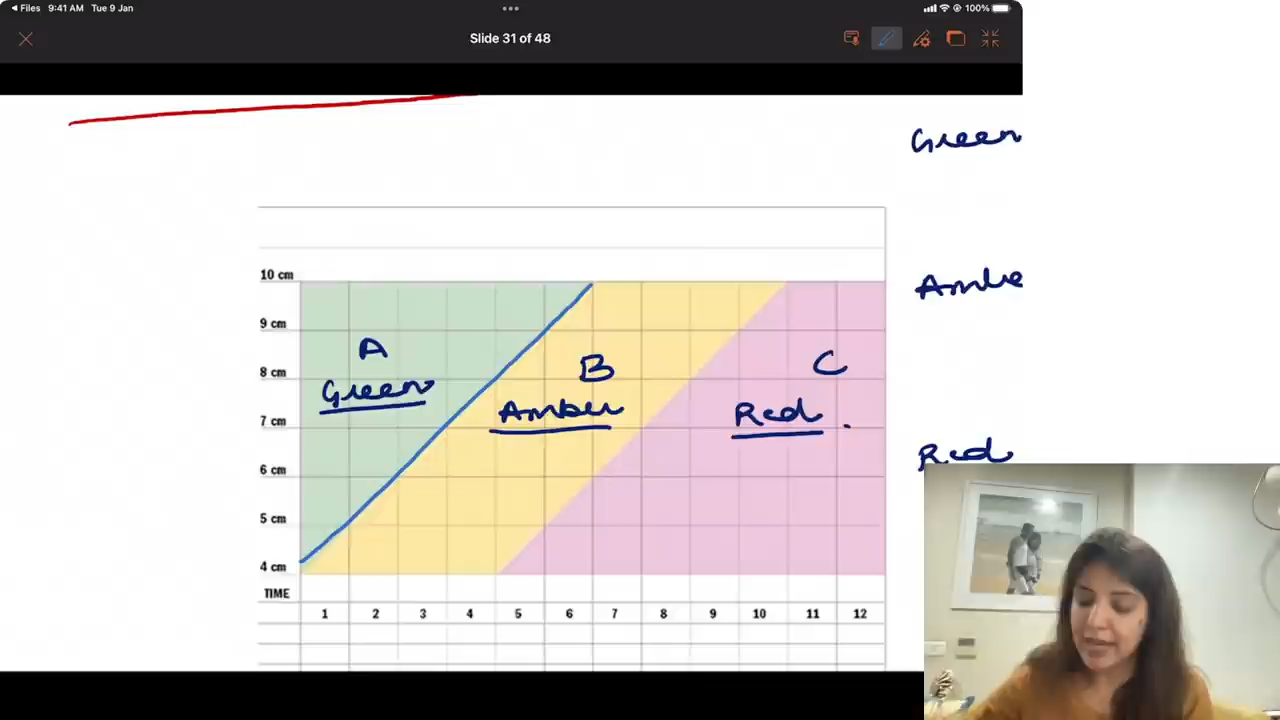 Files 9:41 AM Tue 9 Jan 100%
Slide 31 of 48
Green
Ambe
Red
10 cm
9 cm
8 cm
7 cm
6 cm
5 cm
4 cm
A
Green
B
Amber
C
Red
TIME 1 2 3 4 5 6 7 8 9 10 11 12